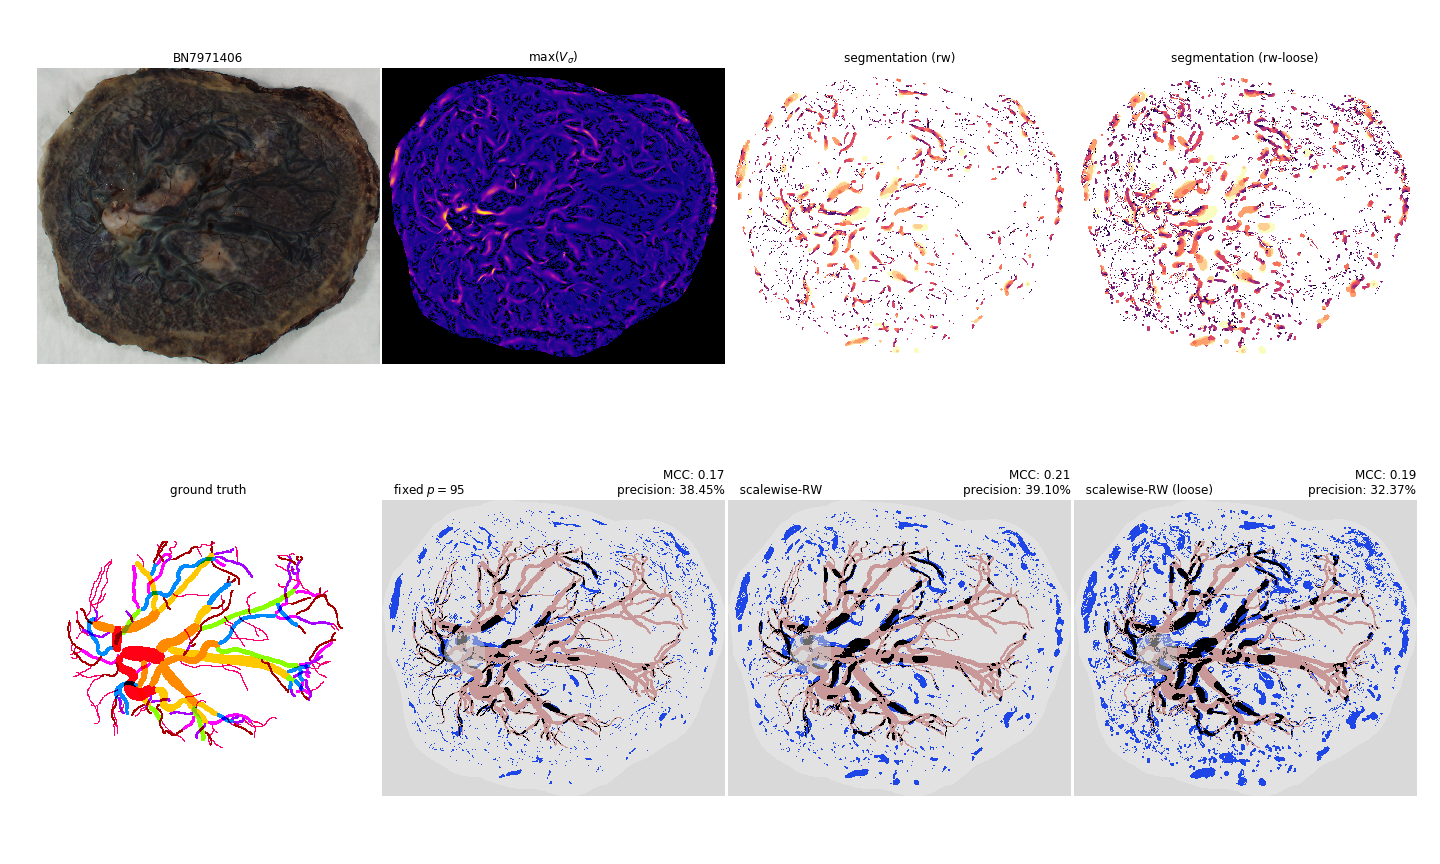 BN7971406
max(V_σ)
segmentation (rw)
segmentation (rw-loose)
ground truth
fixed p = 95
MCC: 0.17
precision: 38.45%
scalewise-RW
MCC: 0.21
precision: 39.10%
scalewise-RW (loose)
MCC: 0.19
precision: 32.37%